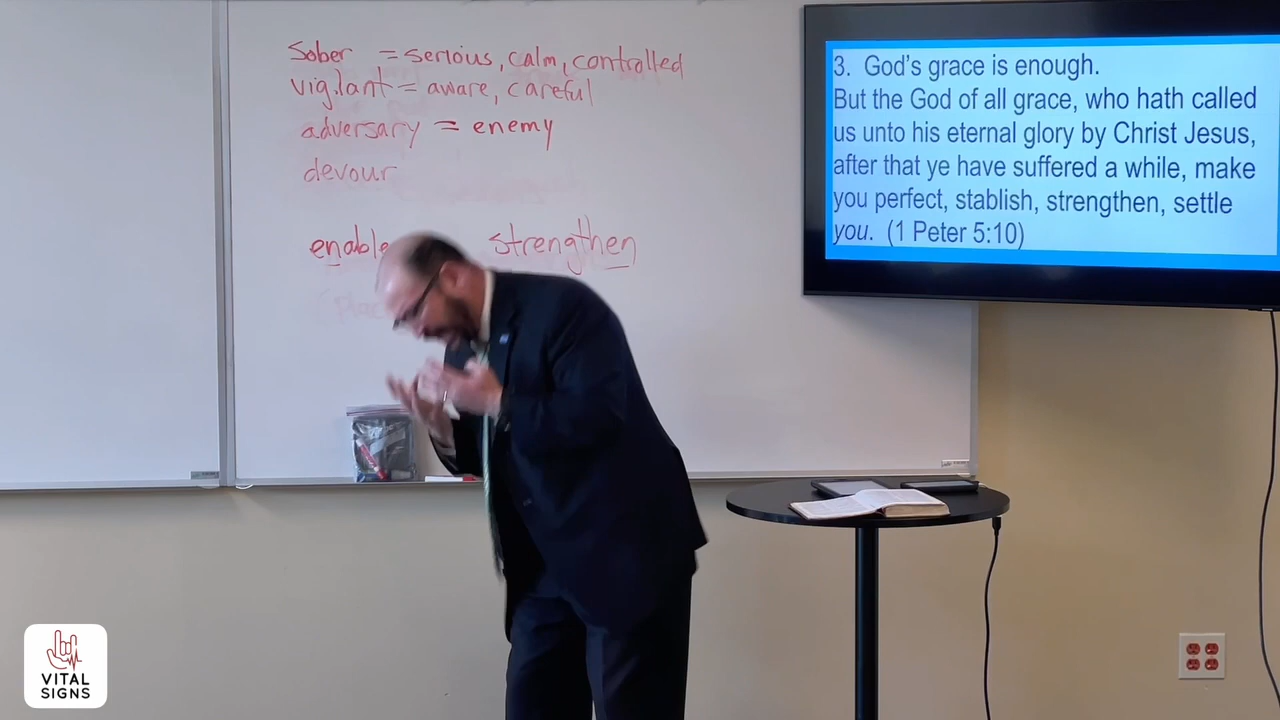 Sober = serious, calm, controlled
vigilant = aware, careful
adversary = enemy
devour
enable strengthen
3. God's grace is enough.
But the God of all grace, who hath called
us unto his eternal glory by Christ Jesus,
after that ye have suffered a while, make
you perfect, stablish, strengthen, settle
you. (1 Peter 5:10)
VITAL
SIGNS